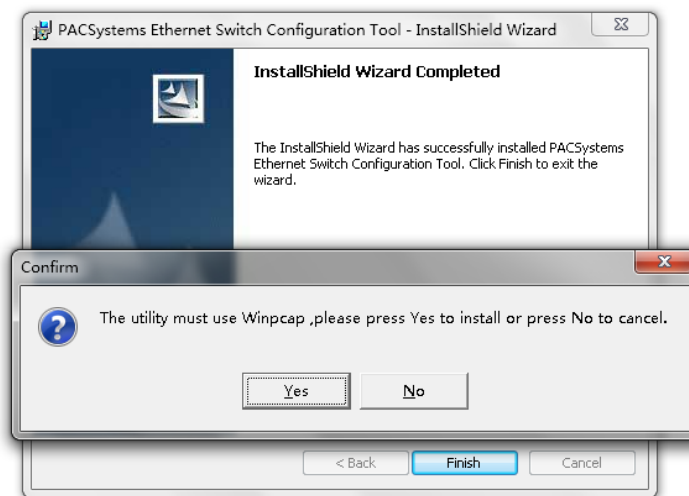 PACSystems Ethernet Switch Configuration Tool - InstallShield Wizard
InstallShield Wizard Completed
The InstallShield Wizard has successfully installed PACSystems
Ethernet Switch Configuration Tool. Click Finish to exit the
wizard.
Confirm
The utility must use Winpcap ,please press Yes to install or press No to cancel.
Yes
No
< Back
Finish
Cancel